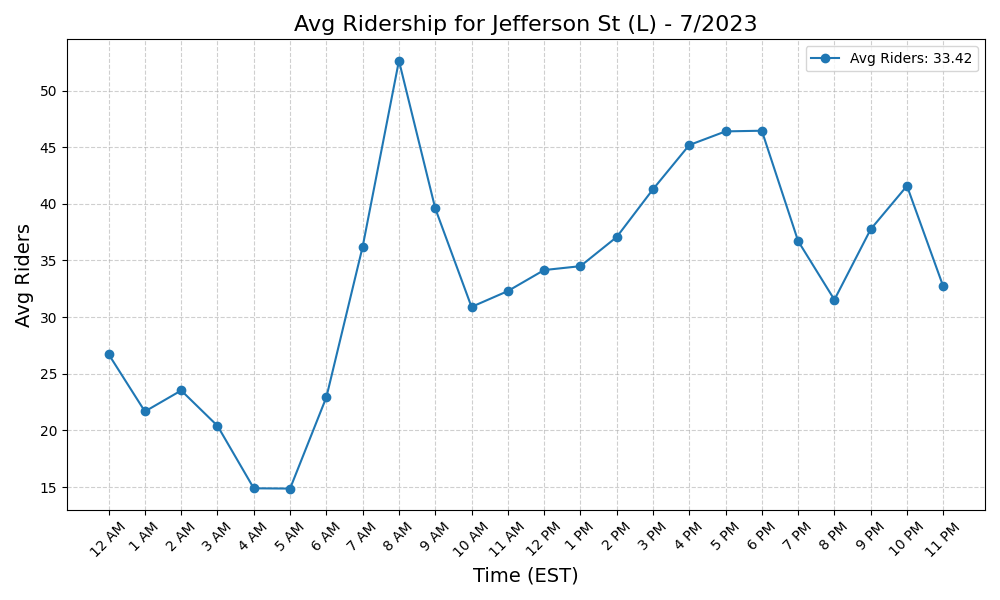 Avg Ridership for Jefferson St (L) - 7/2023
Avg Riders: 33.42
Avg Riders
50
45
40
35
30
25
20
15
12 AM
1 AM
2 AM
3 AM
4 AM
5 AM
6 AM
7 AM
8 AM
9 AM
10 AM
11 AM
12 PM
1 PM
2 PM
3 PM
4 PM
5 PM
6 PM
7 PM
8 PM
9 PM
10 PM
11 PM
Time (EST)